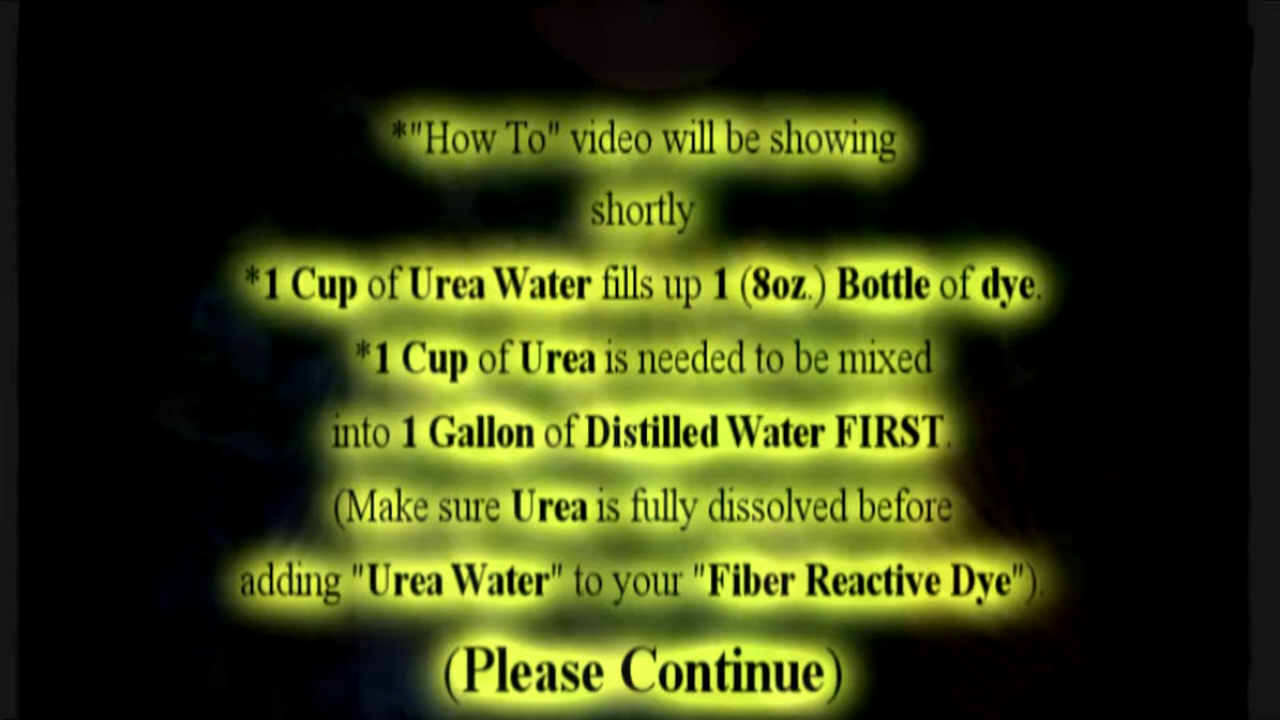 *"How To" video will be showing
shortly
*1 Cup of Urea Water fills up 1 (8oz.) Bottle of dye.
*1 Cup of Urea is needed to be mixed
into 1 Gallon of Distilled Water FIRST.
(Make sure Urea is fully dissolved before
adding "Urea Water" to your "Fiber Reactive Dye").
(Please Continue)